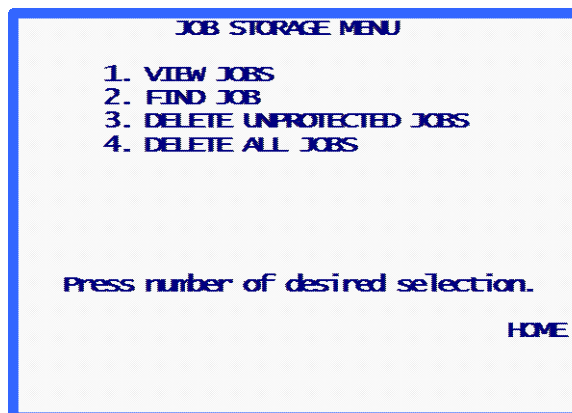 JOB STORAGE MENU
1. VIEW JOBS
2. FIND JOB
3. DELETE UNPROTECTED JOBS
4. DELETE ALL JOBS
Press number of desired selection.
HOME